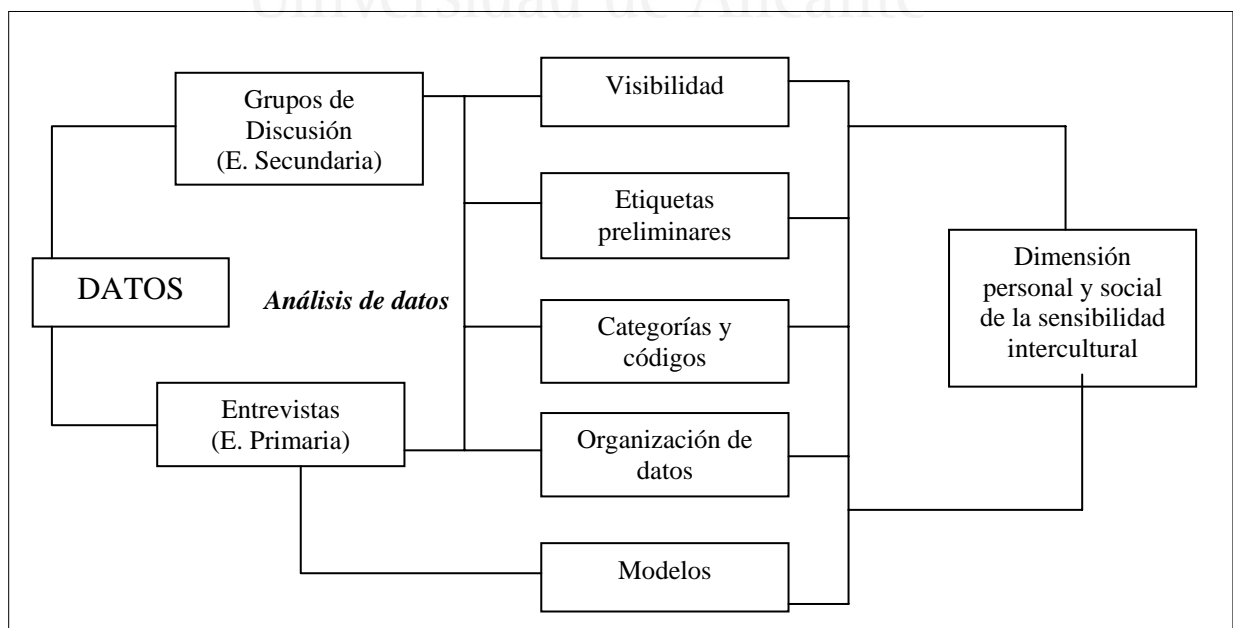 Universidad de Alicante
Grupos de
Discusión
(E. Secundaria)
DATOS
Análisis de datos
Entrevistas
(E. Primaria)
Visibilidad
Etiquetas
preliminares
Categorías y
códigos
Organización de
datos
Modelos
Dimensión
personal y social
de la sensibilidad
intercultural